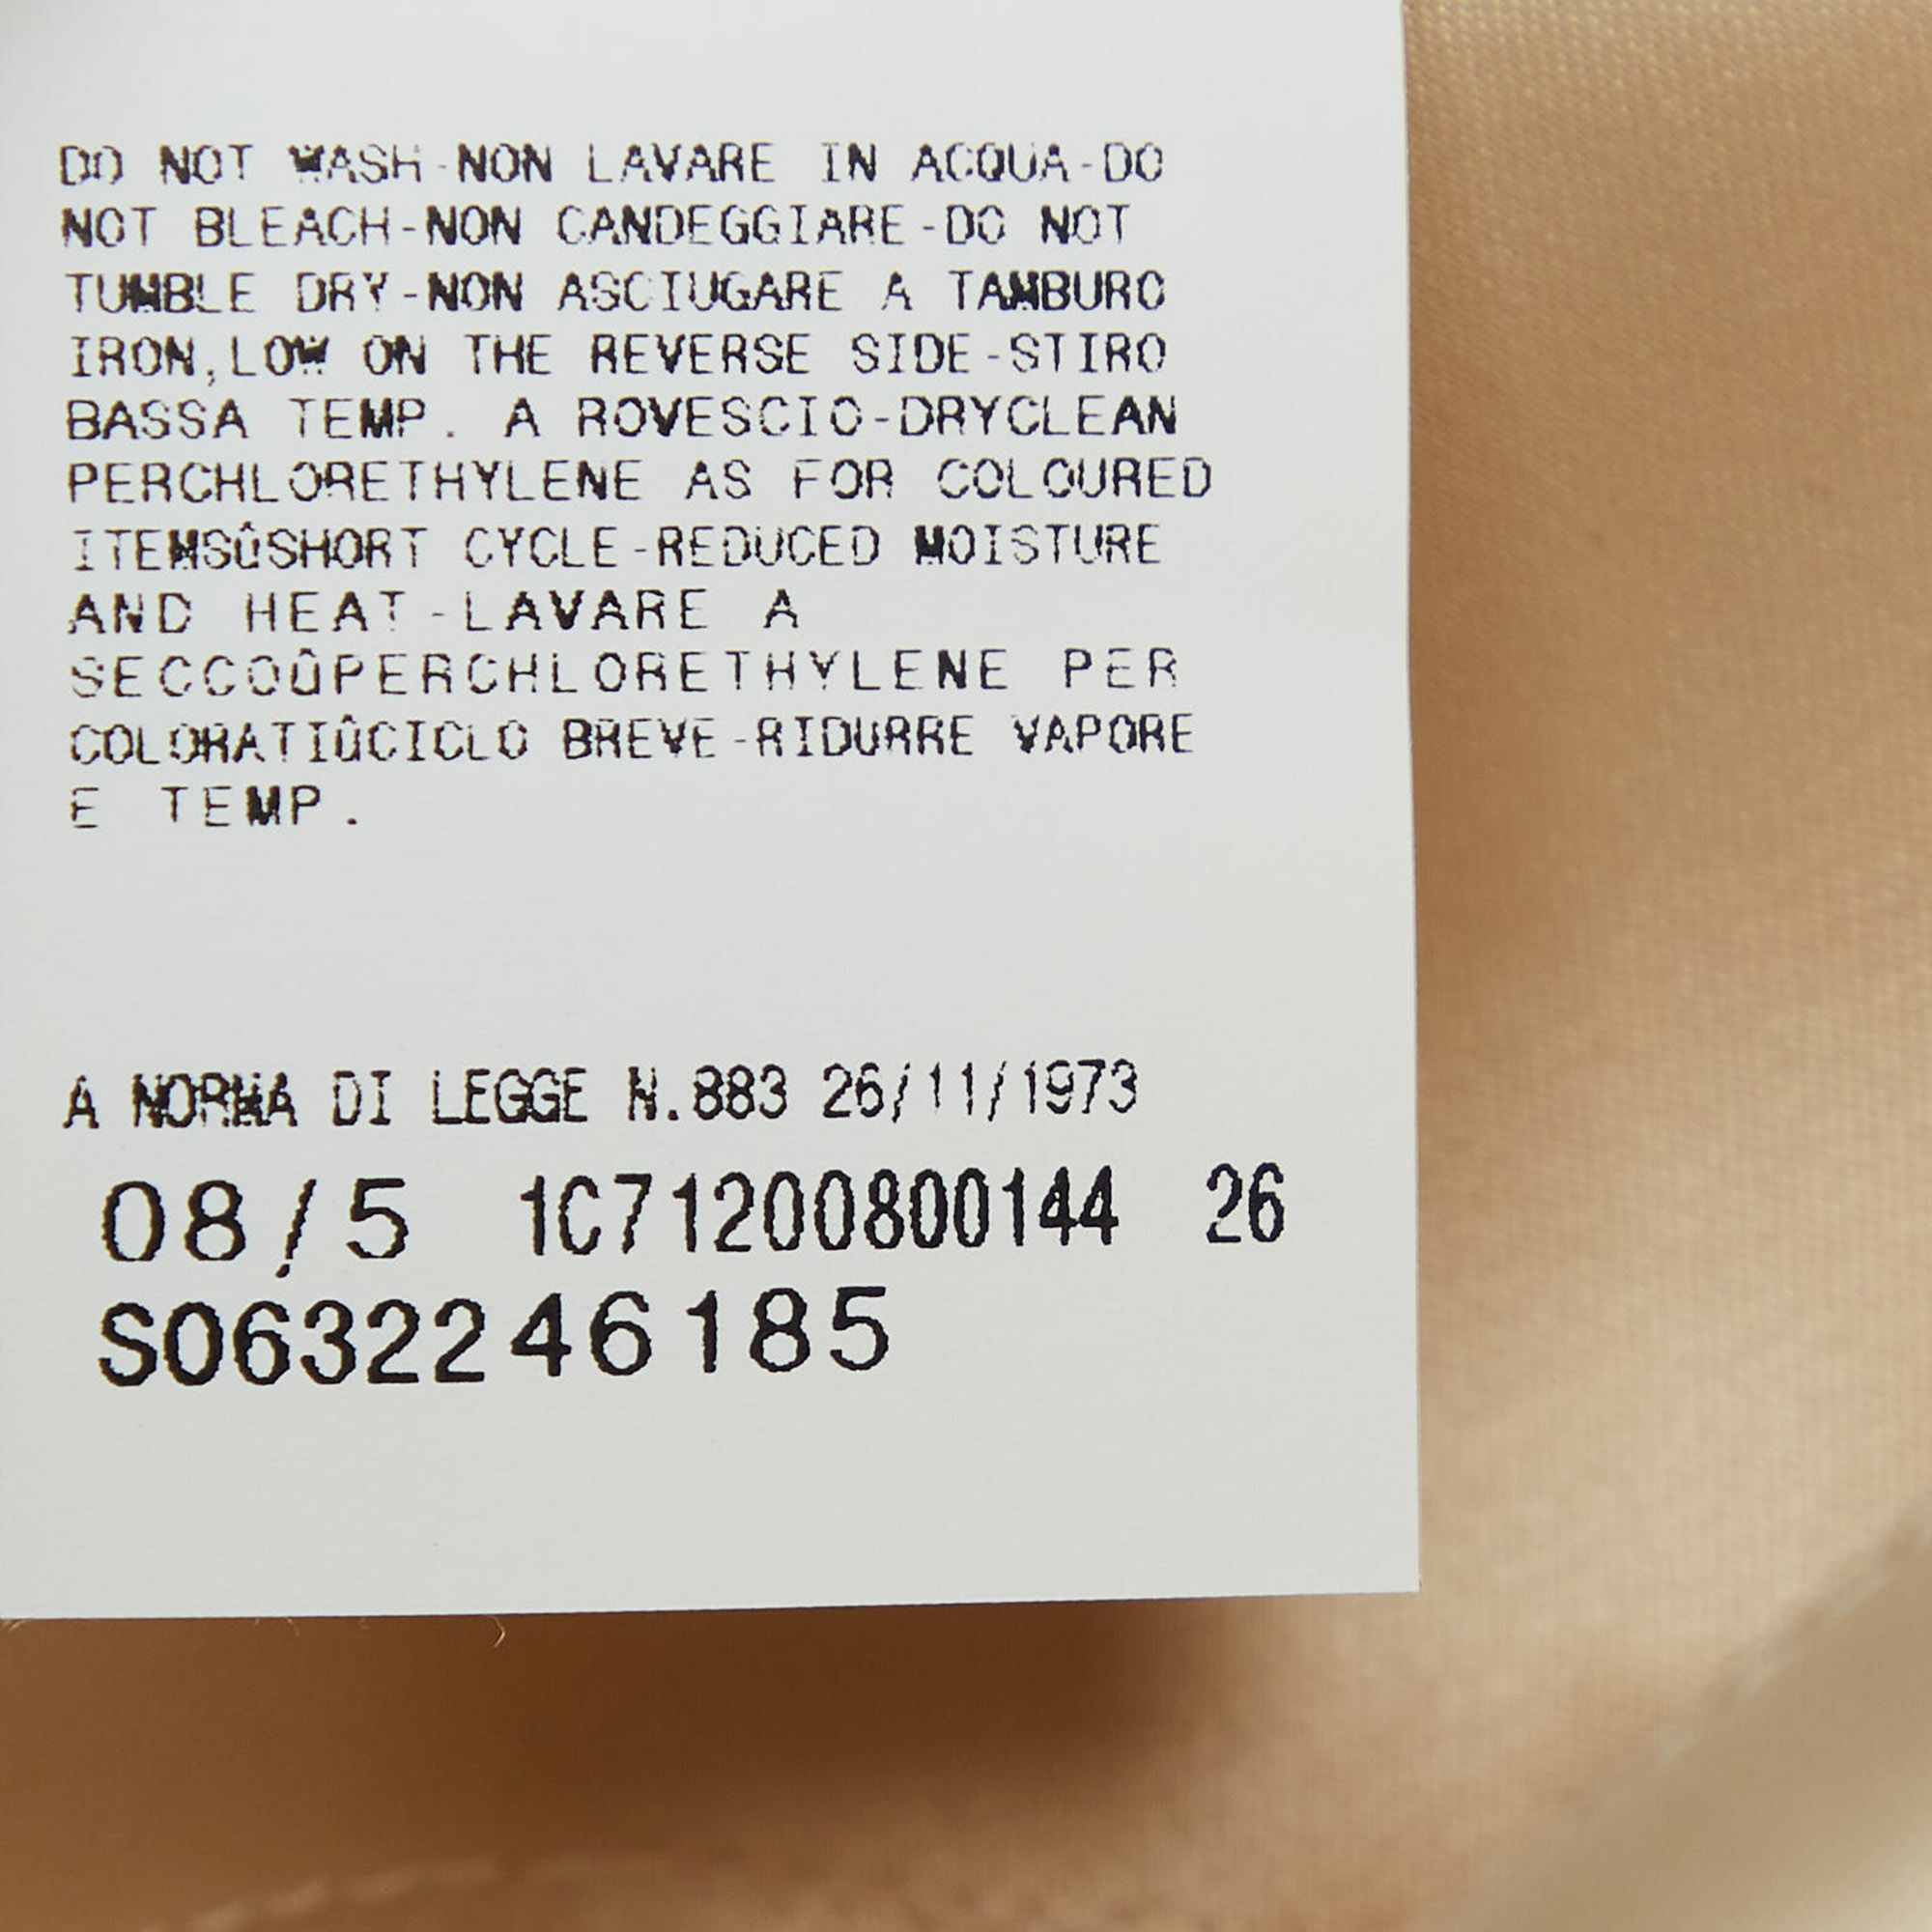 DO NOT WASH-NON LAVARE IN ACQUA-DO
NOT BLEACH-NON CANDEGGIARE-DO NOT
TUMBLE DRY-NON ASCIUGARE A TAMBURO
IRON,LOW ON THE REVERSE SIDE-STIRO
BASSA TEMP. A ROVESCIO-DRYCLEAN
PERCHLORETHYLENE AS FOR COLOURED
ITEMSÛSHORT CYCLE-REDUCED MOISTURE
AND HEAT-LAVARE A
SECCOÛPERCHLORETHYLENE PER
COLORATIÛCICLO BREVE-RIDURRE VAPORE
E TEMP.
A NORMA DI LEGGE N.883 26/11/1973
08/5 1C71200800144 26
S0632246185